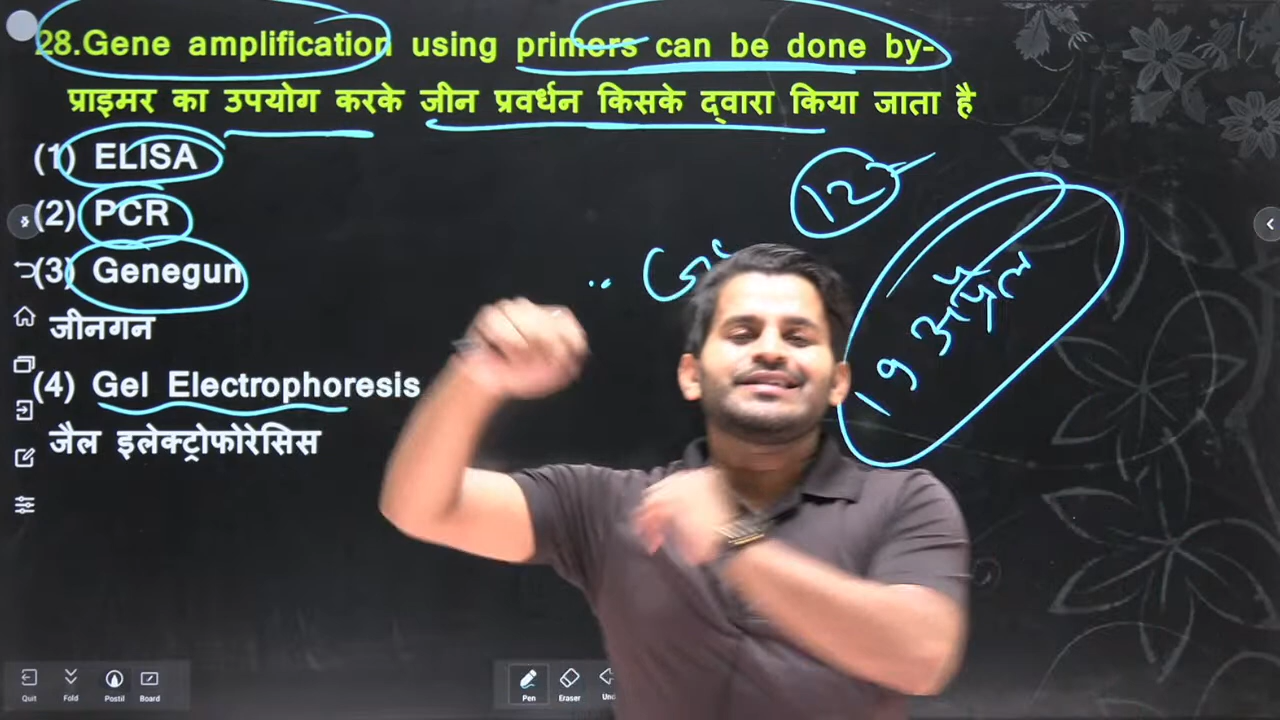 28.Gene amplification using primers can be done by-
प्राइमर का उपयोग करके जीन प्रवर्धन किसके द्वारा किया जाता है
(1) ELISA
(2) PCR
(3) Genegun
जीनगन
(4) Gel Electrophoresis
जैल इलेक्ट्रोफोरेसिस
12
19 अप्रैल
Quit Fold Postil Board Pen Eraser